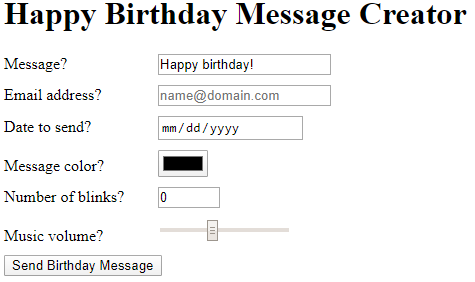 Happy Birthday Message Creator
Message? Happy birthday!
Email address? name@domain.com
Date to send? mm/dd/yyyy
Message color?
Number of blinks? 0
Music volume?
Send Birthday Message